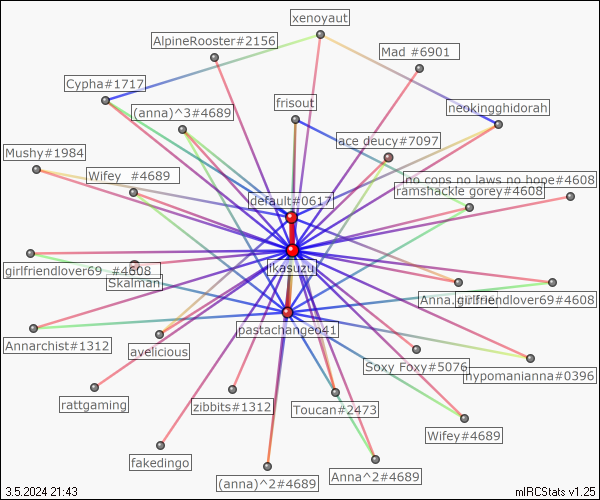 xenoyaut
AlpineRooster#2156
Mad #6901
Cypha#1717
frisout
neokingghidorah
(anna)^3#4689
ace deucy#7097
Mushy#1984
Wifey #4689
no cops no laws no hope#4608
ramshackle gorey#4608
default#0617
ikasuzu
girlfriendlover69 #4608
Skalman
Anna.
girlfriendlover69#4608
pastachangeo41
Annarchist#1312
avelicious
Soxy Foxy#5076
hypomanianna#0396
rattgaming
zibbits#1312
Toucan#2473
Wifey#4689
fakedingo
(anna)^2#4689
Anna^2#4689
3.5.2024 21:43
mIRCStats v1.25